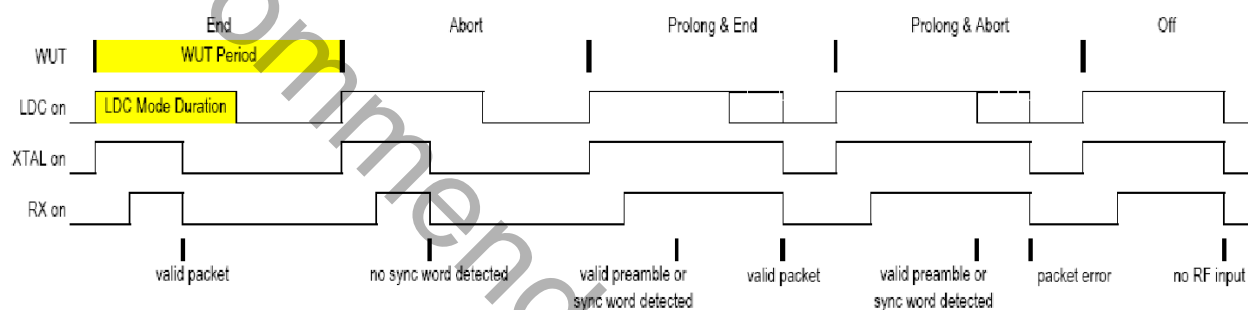 End Abort Prolong & End Prolong & Abort Off
WUT WUT Period
LDC on LDC Mode Duration
XTAL on
RX on
valid packet no sync word detected valid preamble or valid packet valid preamble or packet error no RF input
sync word detected sync word detected
ommend